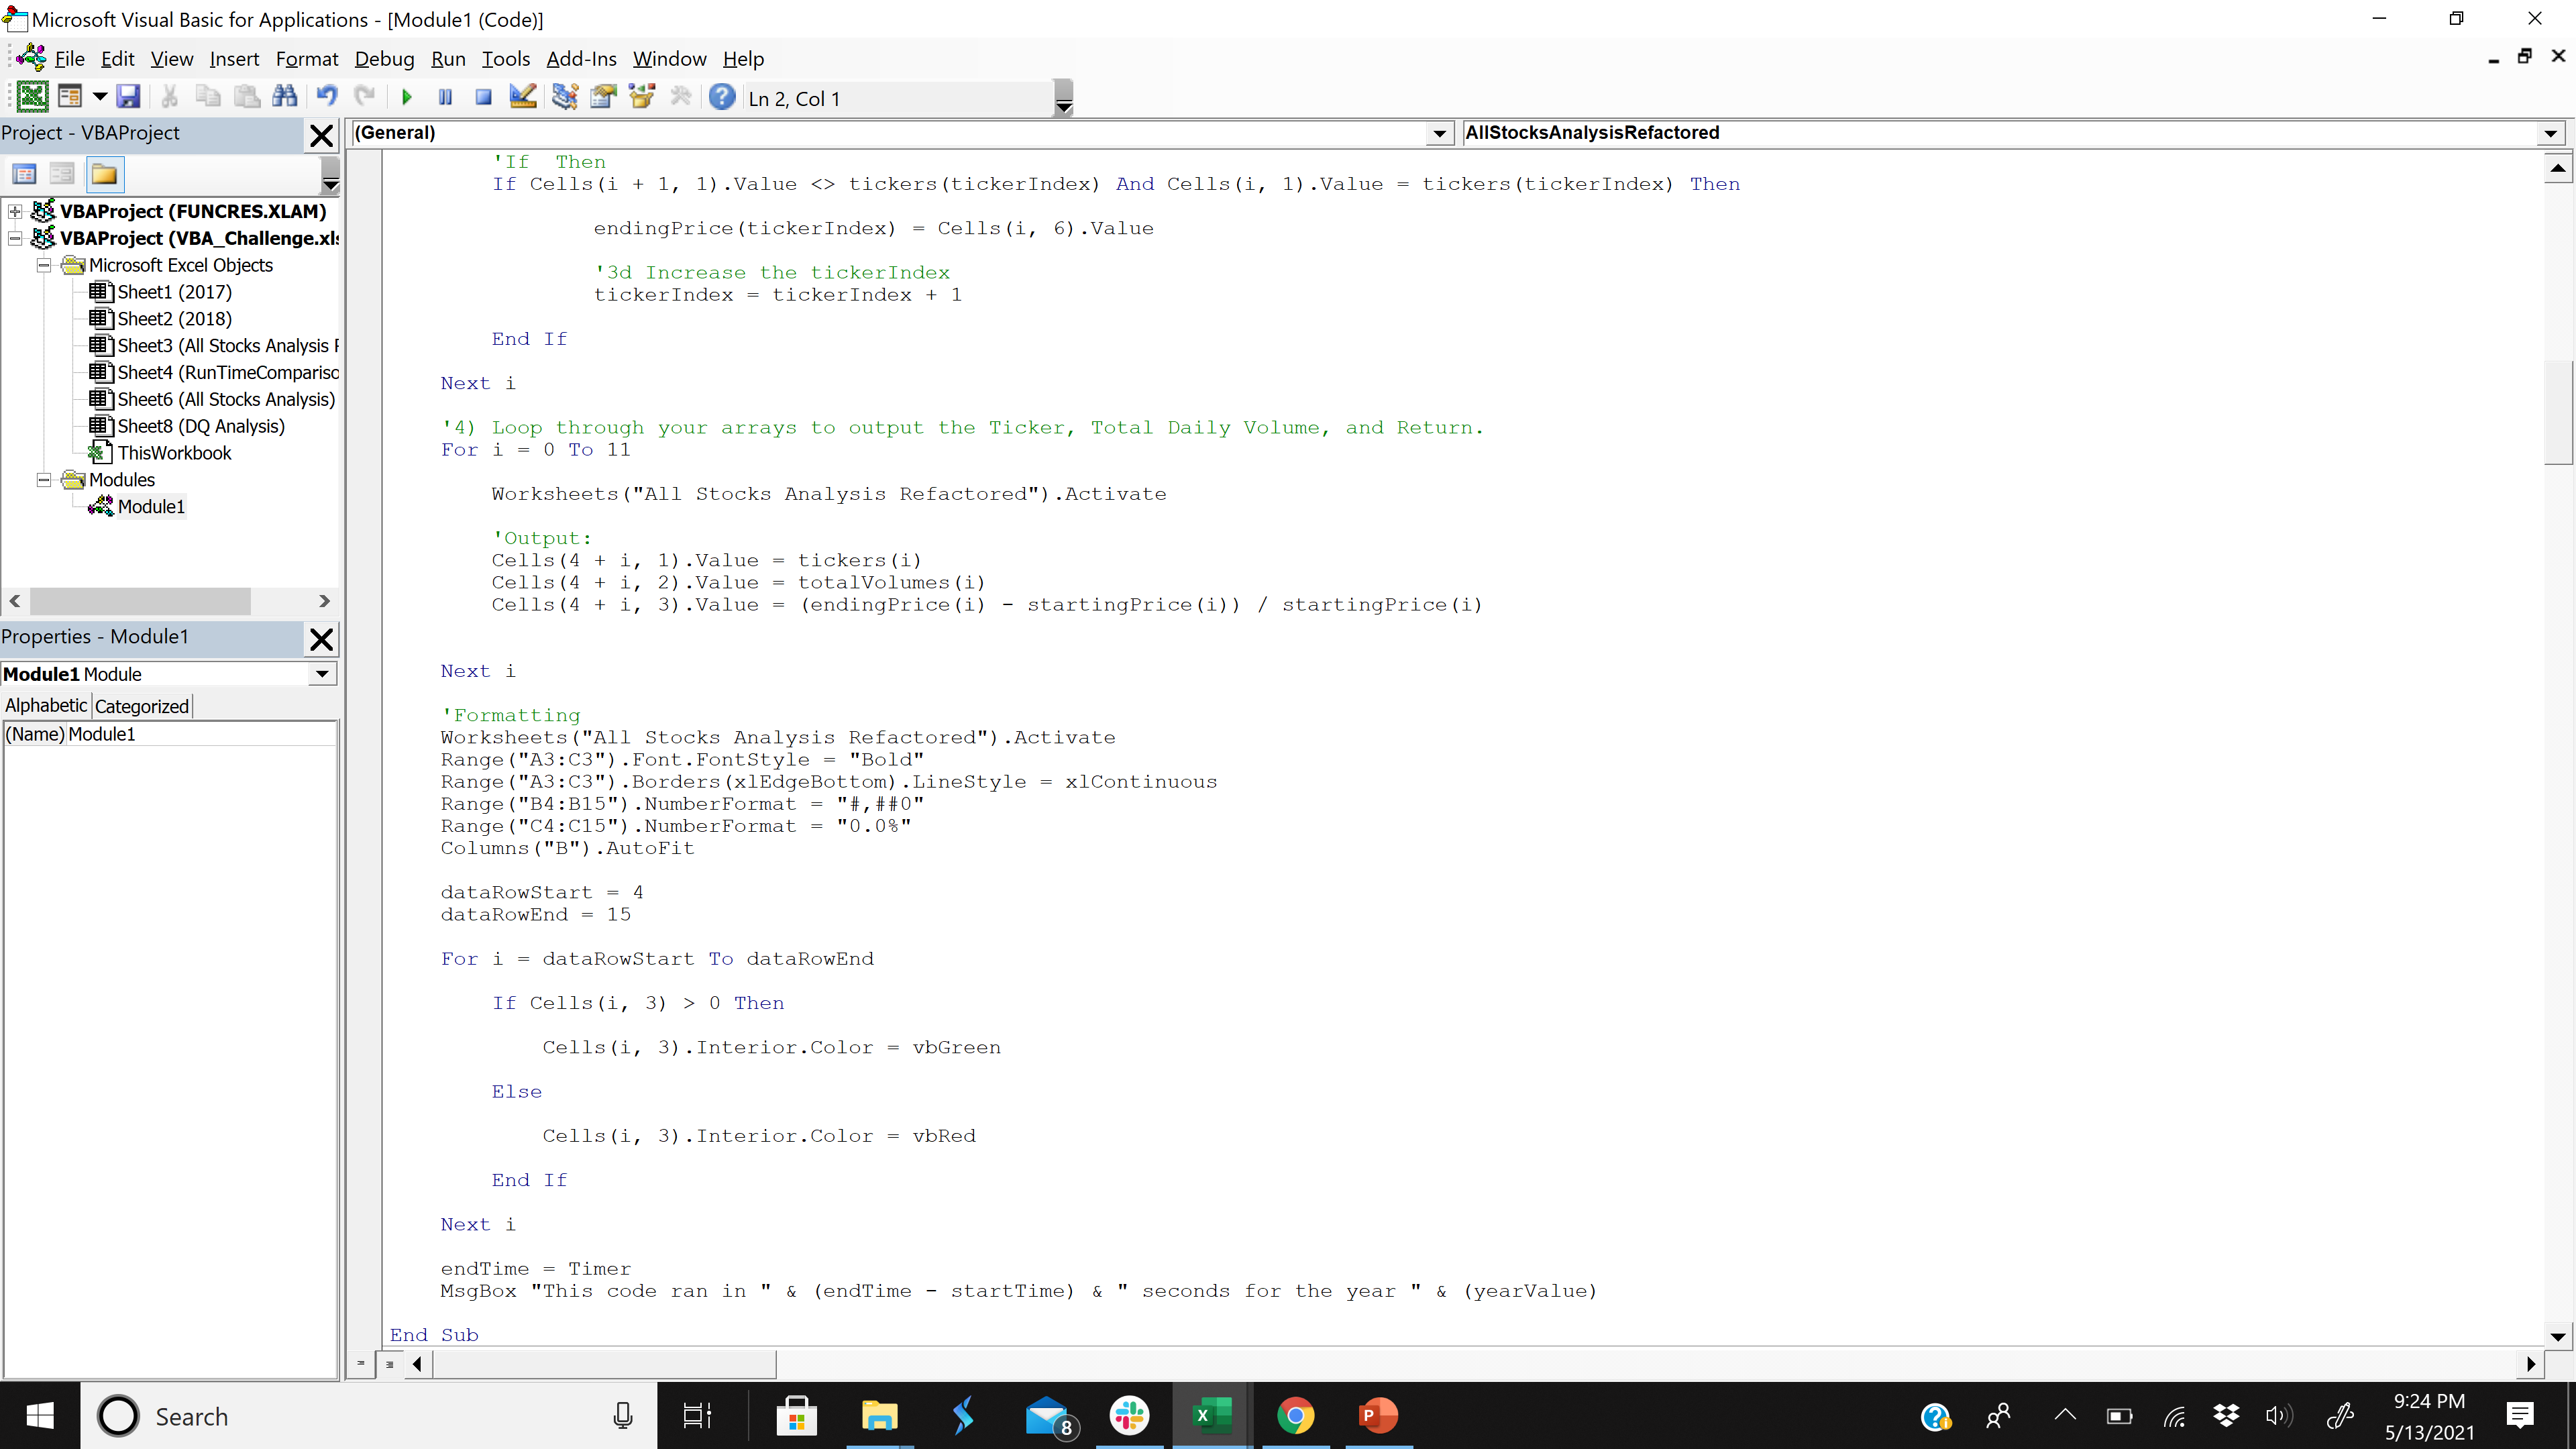 Microsoft Visual Basic for Applications - [Module1 (Code)]
File Edit View Insert Format Debug Run Tools Add-Ins Window Help
Ln 2, Col 1
Project - VBAProject
VBAProject (FUNCRES.XLAM)
VBAProject (VBA_Challenge.xls
Microsoft Excel Objects
Sheet1 (2017)
Sheet2 (2018)
Sheet3 (All Stocks Analysis R
Sheet4 (RunTimeCompariso
Sheet6 (All Stocks Analysis)
Sheet8 (DQ Analysis)
ThisWorkbook
Modules
Module1
Properties - Module1
Module1 Module
Alphabetic Categorized
(Name) Module1
(General) AllStocksAnalysisRefactored
'If  Then
If Cells(i + 1, 1).Value <> tickers(tickerIndex) And Cells(i, 1).Value = tickers(tickerIndex) Then
endingPrice(tickerIndex) = Cells(i, 6).Value
'3d Increase the tickerIndex
tickerIndex = tickerIndex + 1
End If
Next i
'4) Loop through your arrays to output the Ticker, Total Daily Volume, and Return.
For i = 0 To 11
Worksheets("All Stocks Analysis Refactored").Activate
'Output:
Cells(4 + i, 1).Value = tickers(i)
Cells(4 + i, 2).Value = totalVolumes(i)
Cells(4 + i, 3).Value = (endingPrice(i) - startingPrice(i)) / startingPrice(i)
Next i
'Formatting
Worksheets("All Stocks Analysis Refactored").Activate
Range("A3:C3").Font.FontStyle = "Bold"
Range("A3:C3").Borders(xlEdgeBottom).LineStyle = xlContinuous
Range("B4:B15").NumberFormat = "#,##0"
Range("C4:C15").NumberFormat = "0.0%"
Columns("B").AutoFit
dataRowStart = 4
dataRowEnd = 15
For i = dataRowStart To dataRowEnd
If Cells(i, 3) > 0 Then
Cells(i, 3).Interior.Color = vbGreen
Else
Cells(i, 3).Interior.Color = vbRed
End If
Next i
endTime = Timer
MsgBox "This code ran in " & (endTime - startTime) & " seconds for the year " & (yearValue)
End Sub
Search
8
9:24 PM
5/13/2021